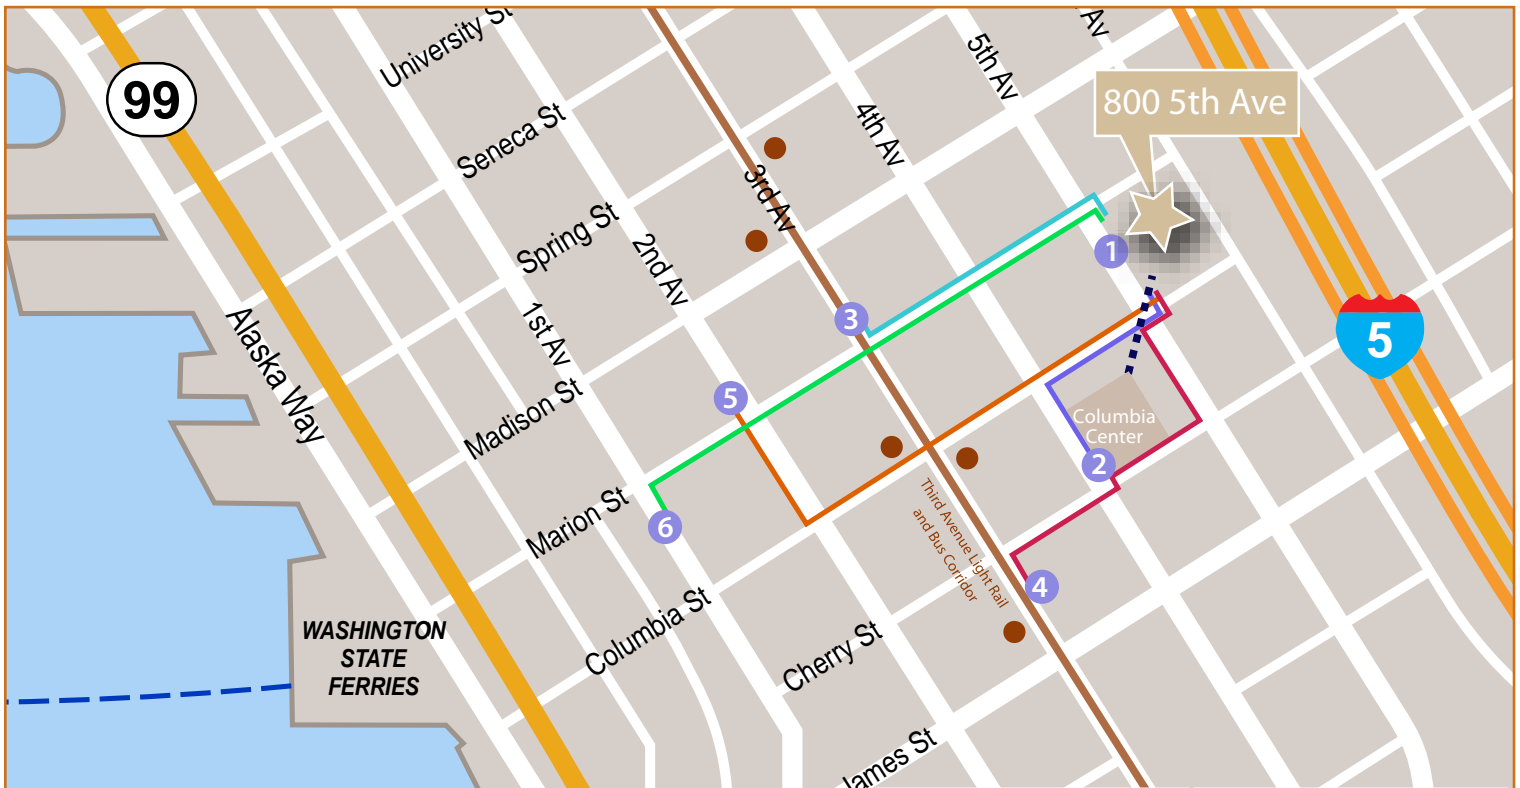 University St
Av
5th Av
99
800 5th Ave
4th Av
Seneca St
3rd Av
Spring St
2nd Av
1
1st Av
3
Alaska Way
5
Madison St
5
Columbia
Center
2
Marion St
6
Third Avenue Light Rail
and Bus Corridor
4
WASHINGTON
STATE
FERRIES
Columbia St
Cherry St
James St